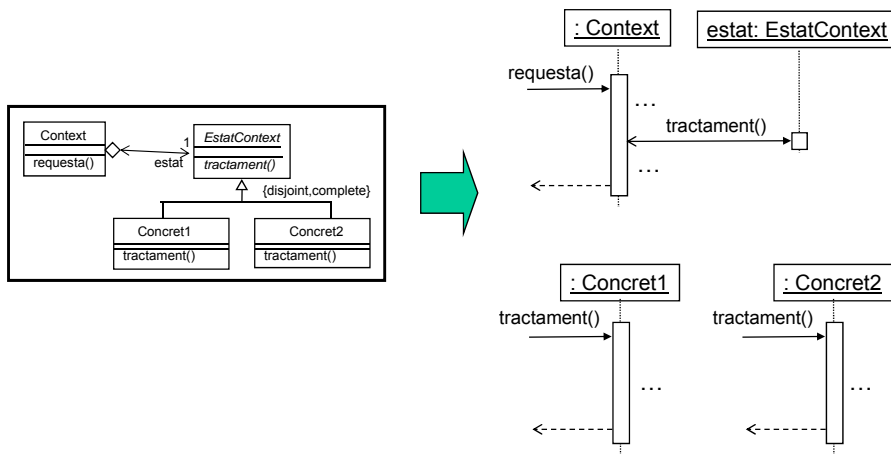 Context
requesta()
1
estat
EstatContext
tractament()
{disjoint,complete}
Concret1
tractament()
Concret2
tractament()
: Context
estat: EstatContext
requesta()
...
tractament()
...
: Concret1
: Concret2
tractament()
tractament()
...
...